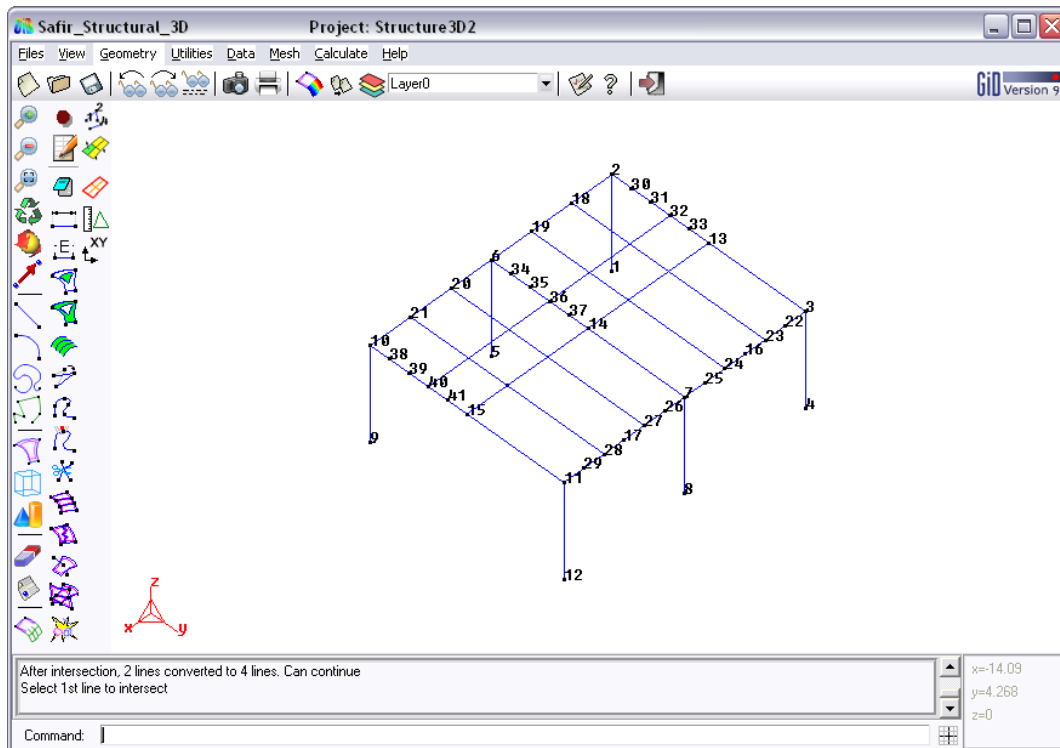 Safir_Structural_3D Project: Structure3D2
Files View Geometry Utilities Data Mesh Calculate Help
Layer0
GiD Version 9
E
XY
2
30
31
32
33
13
18
19
1
6
34
35
36
37
14
20
21
10
38
39
40
41
15
5
9
3
22
23
16
24
25
7
26
27
17
28
29
11
4
8
12
z
x
y
After intersection, 2 lines converted to 4 lines. Can continue
Select 1st line to intersect
x=-14.09
y=4.268
z=0
Command: